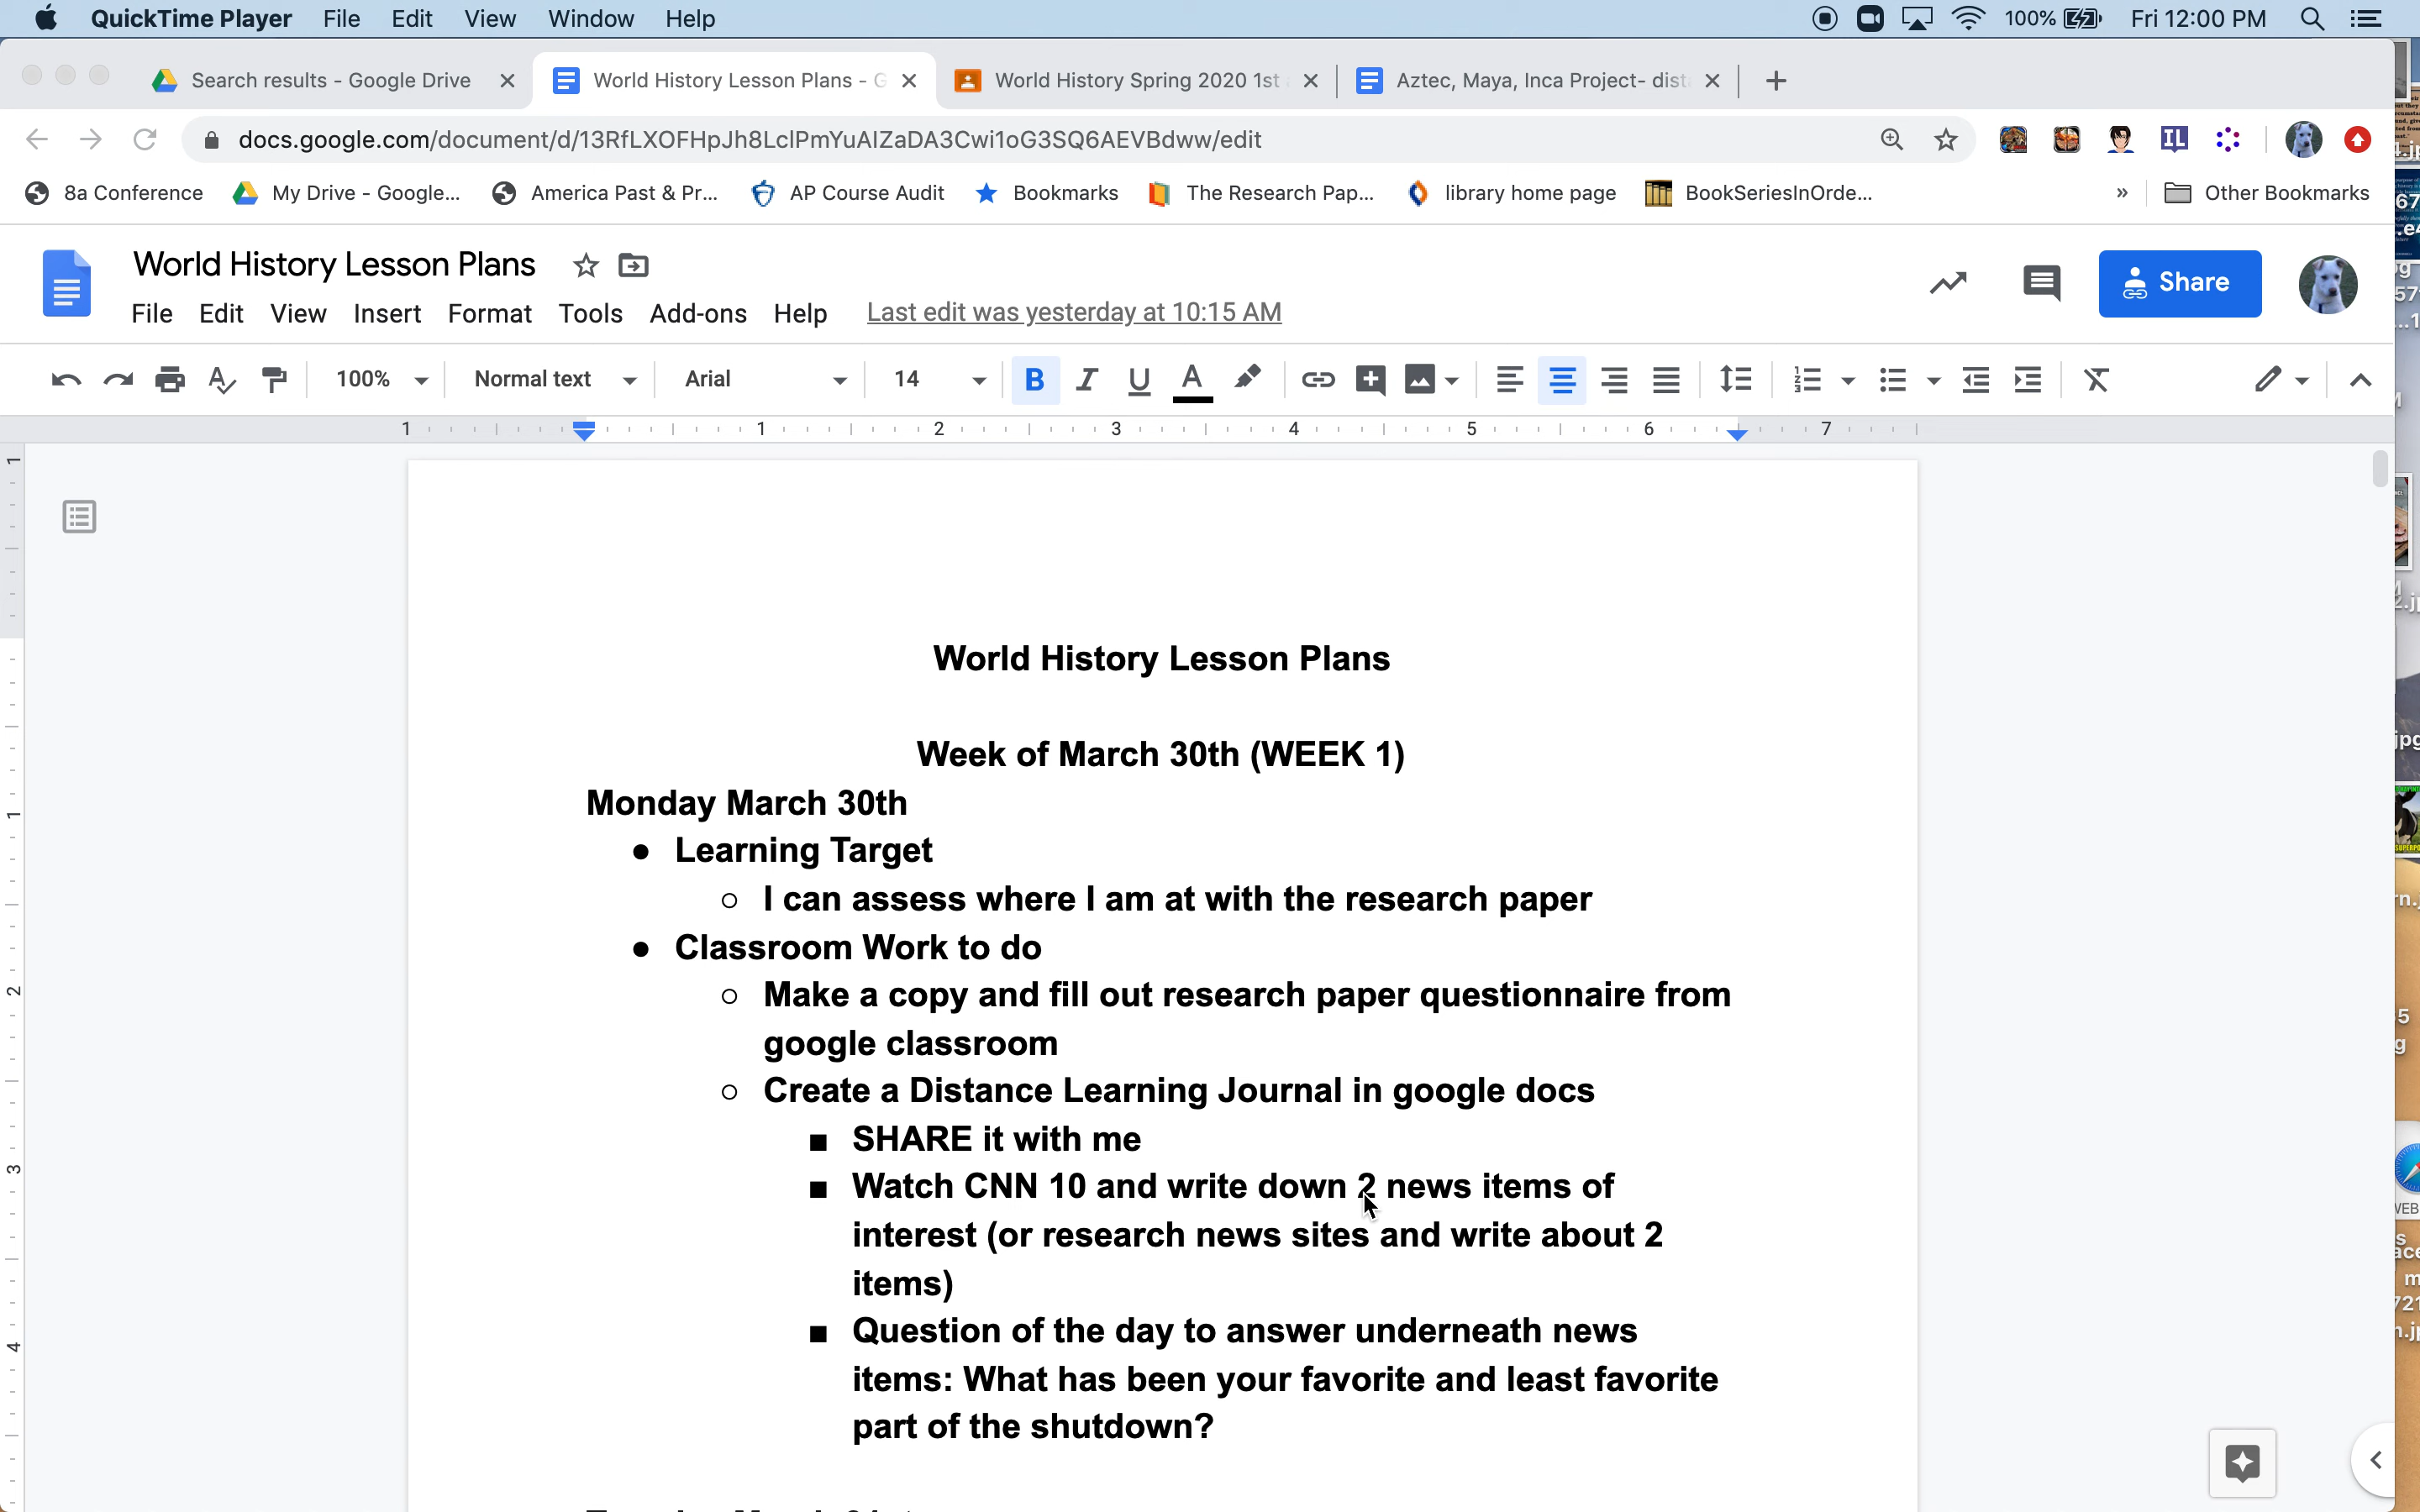 QuickTime Player File Edit View Window Help 100% Fri 12:00 PM
Search results - Google Drive World History Lesson Plans - G World History Spring 2020 1st Aztec, Maya, Inca Project- dist
docs.google.com/document/d/13RfLXOFHpJh8LclPmYuAIZaDA3Cwi1oG3SQ6AEVBdww/edit
8a Conference My Drive - Google... America Past & Pr... AP Course Audit Bookmarks The Research Pap... library home page BookSeriesInOrde... » Other Bookmarks
World History Lesson Plans
File Edit View Insert Format Tools Add-ons Help Last edit was yesterday at 10:15 AM
Share
100% Normal text Arial 14 B I U A
1 1 2 3 4 5 6 7
World History Lesson Plans
Week of March 30th (WEEK 1)
Monday March 30th
● Learning Target
○ I can assess where I am at with the research paper
● Classroom Work to do
○ Make a copy and fill out research paper questionnaire from
google classroom
○ Create a Distance Learning Journal in google docs
■ SHARE it with me
■ Watch CNN 10 and write down 2 news items of
interest (or research news sites and write about 2
items)
■ Question of the day to answer underneath news
items: What has been your favorite and least favorite
part of the shutdown?